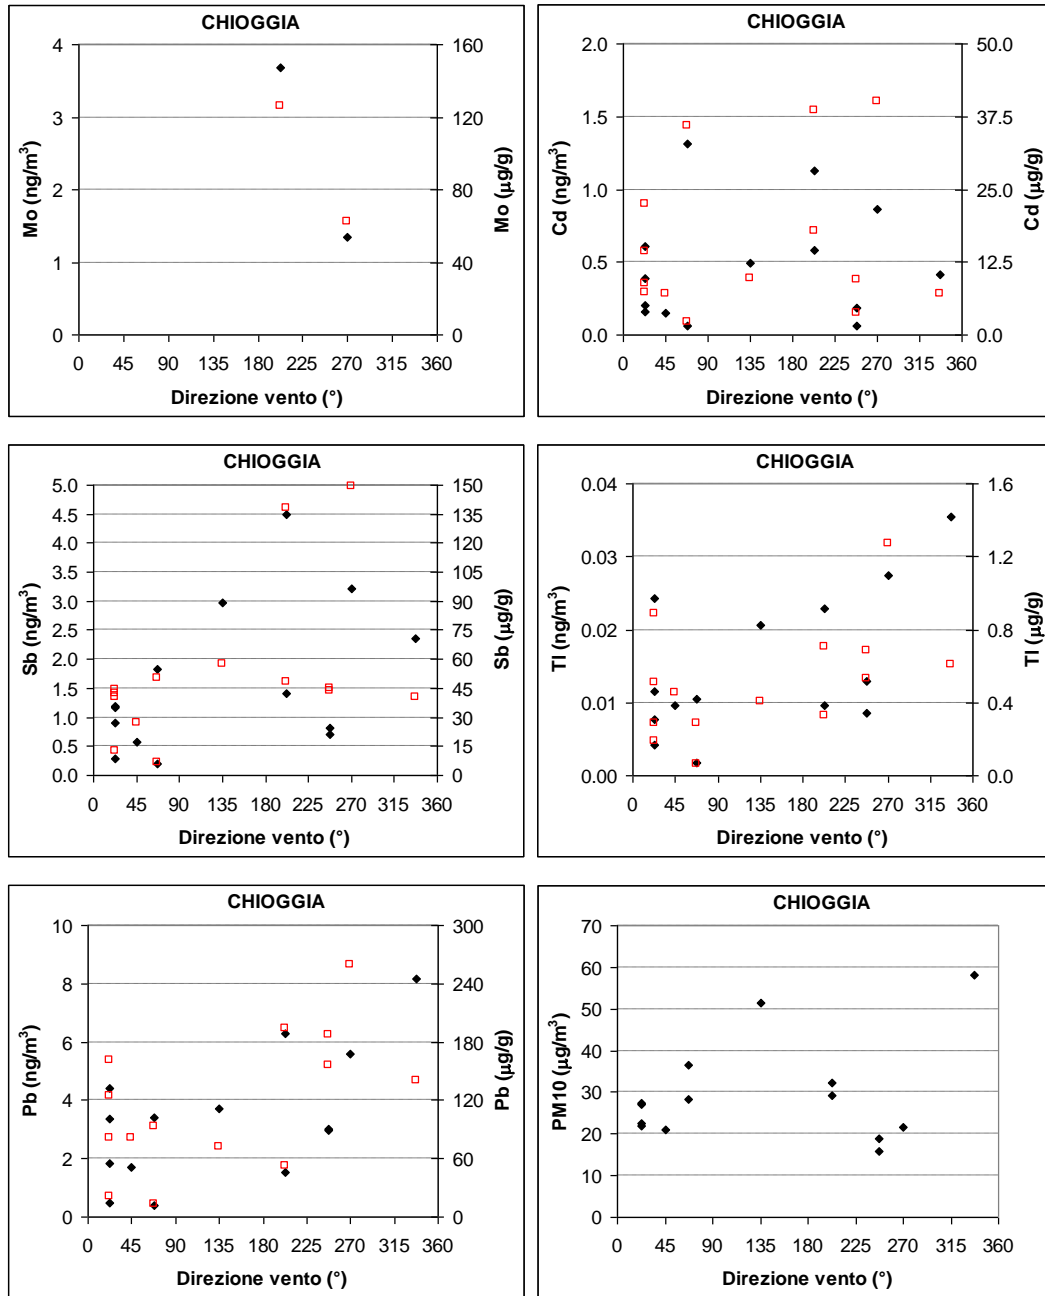 CHIOGGIA
4
3
2
1
0
Mo (ng/m³)
160
120
80
40
0
Mo (µg/g)
0 45 90 135 180 225 270 315 360
Direzione vento (°)
CHIOGGIA
2.0
1.5
1.0
0.5
0.0
Cd (ng/m³)
50.0
37.5
25.0
12.5
0.0
Cd (µg/g)
0 45 90 135 180 225 270 315 360
Direzione vento (°)
CHIOGGIA
5.0
4.5
4.0
3.5
3.0
2.5
2.0
1.5
1.0
0.5
0.0
Sb (ng/m³)
150
135
120
105
90
75
60
45
30
15
0
Sb (µg/g)
0 45 90 135 180 225 270 315 360
Direzione vento (°)
CHIOGGIA
0.04
0.03
0.02
0.01
0.00
Tl (ng/m³)
1.6
1.2
0.8
0.4
0.0
Tl (µg/g)
0 45 90 135 180 225 270 315 360
Direzione vento (°)
CHIOGGIA
10
8
6
4
2
0
Pb (ng/m³)
300
240
180
120
60
0
Pb (µg/g)
0 45 90 135 180 225 270 315 360
Direzione vento (°)
CHIOGGIA
70
60
50
40
30
20
10
0
PM10 (µg/m³)
0 45 90 135 180 225 270 315 360
Direzione vento (°)